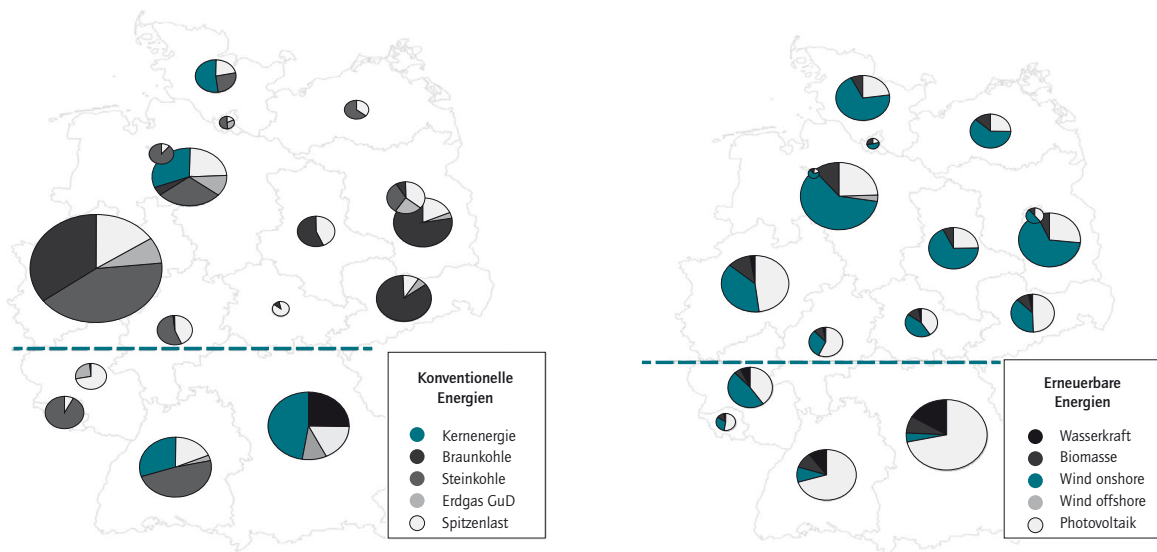 Konventionelle
Energien
Kernenergie
Braunkohle
Steinkohle
Erdgas GuD
Spitzenlast
Erneuerbare
Energien
Wasserkraft
Biomasse
Wind onshore
Wind offshore
Photovoltaik